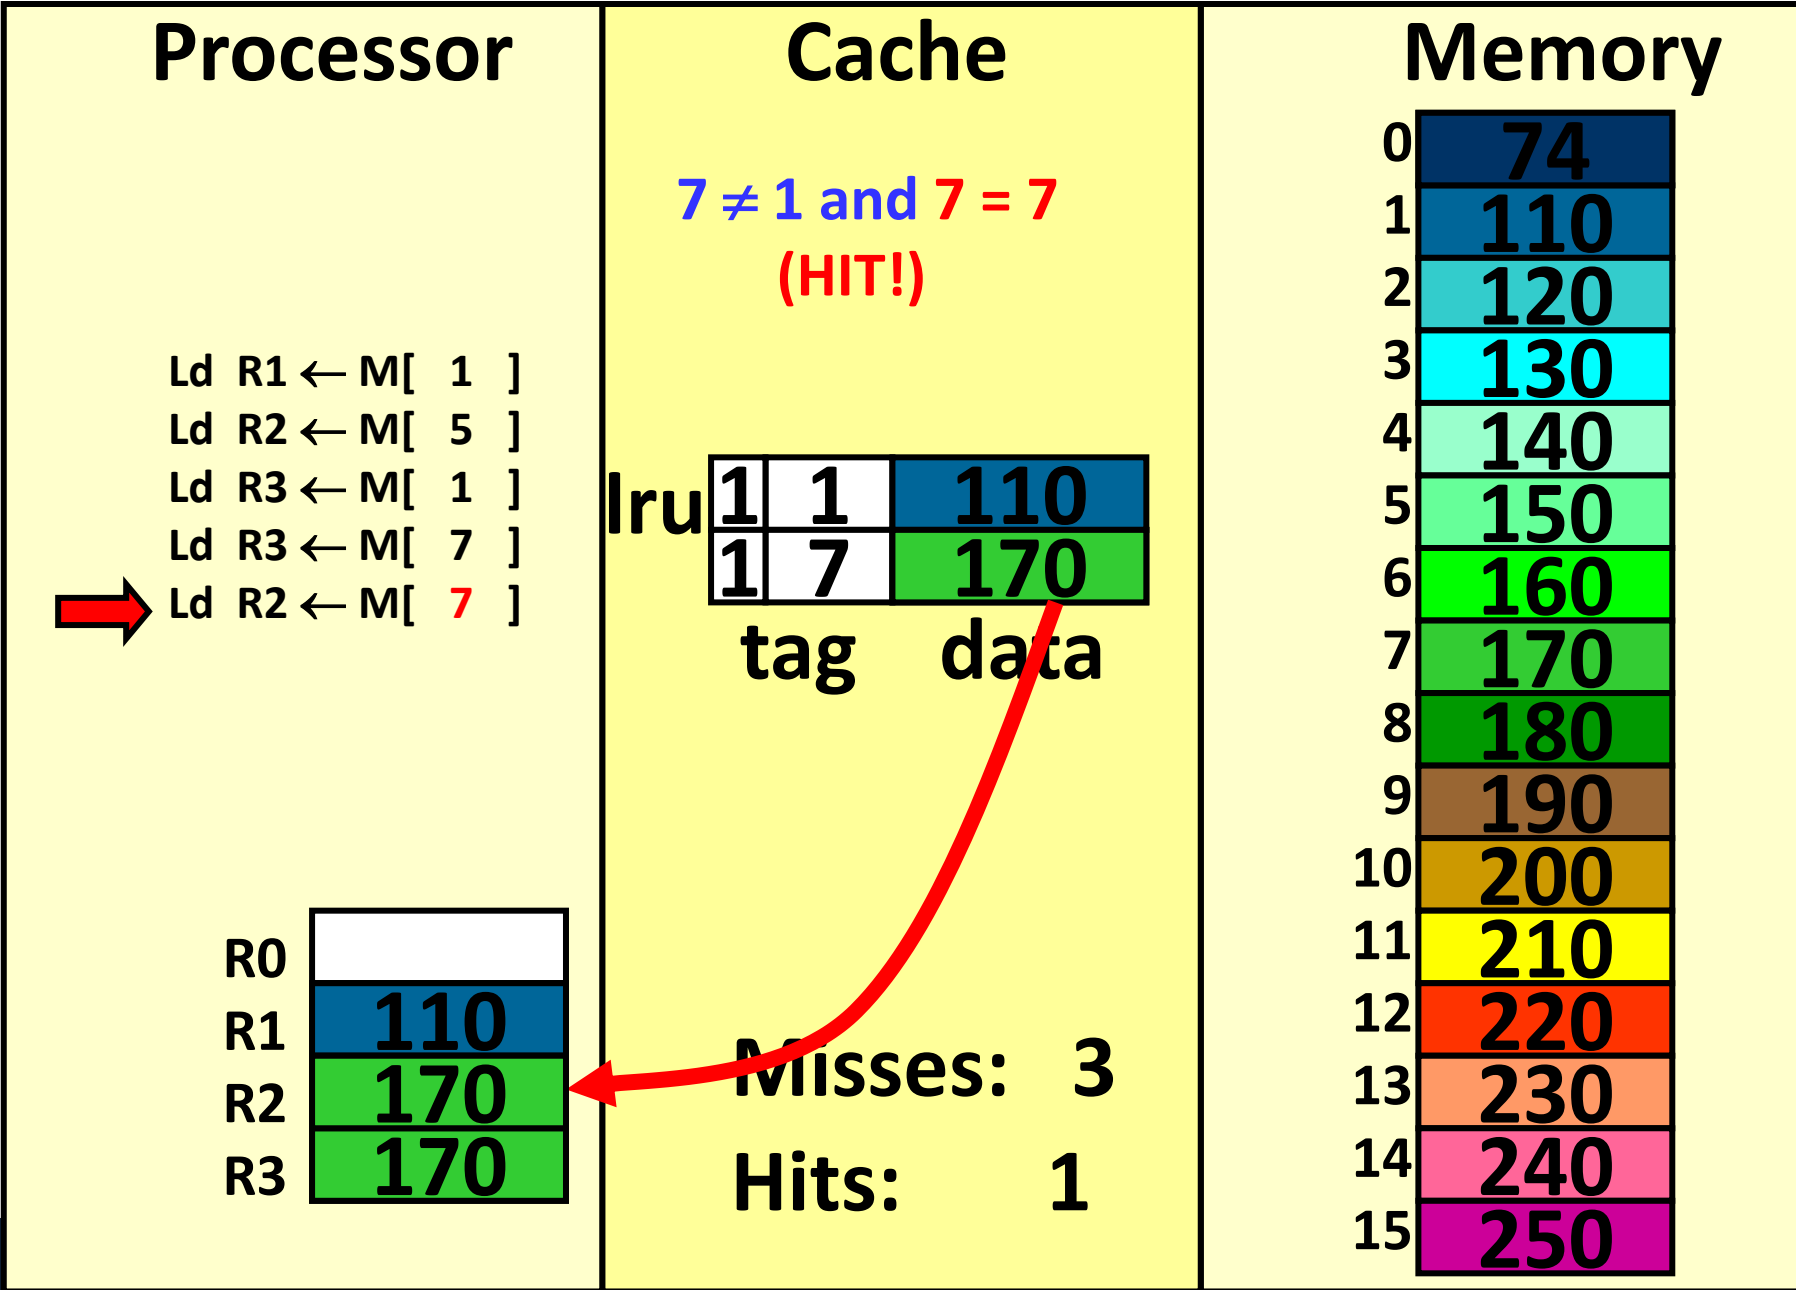 Processor
Ld R1 ← M[ 1 ]
Ld R2 ← M[ 5 ]
Ld R3 ← M[ 1 ]
Ld R3 ← M[ 7 ]
Ld R2 ← M[ 7 ]
R0
R1 110
R2 170
R3 170
Cache
7 ≠ 1 and 7 = 7
(HIT!)
lru
1 1 110
1 7 170
tag data
Misses: 3
Hits: 1
Memory
0 74
1 110
2 120
3 130
4 140
5 150
6 160
7 170
8 180
9 190
10 200
11 210
12 220
13 230
14 240
15 250